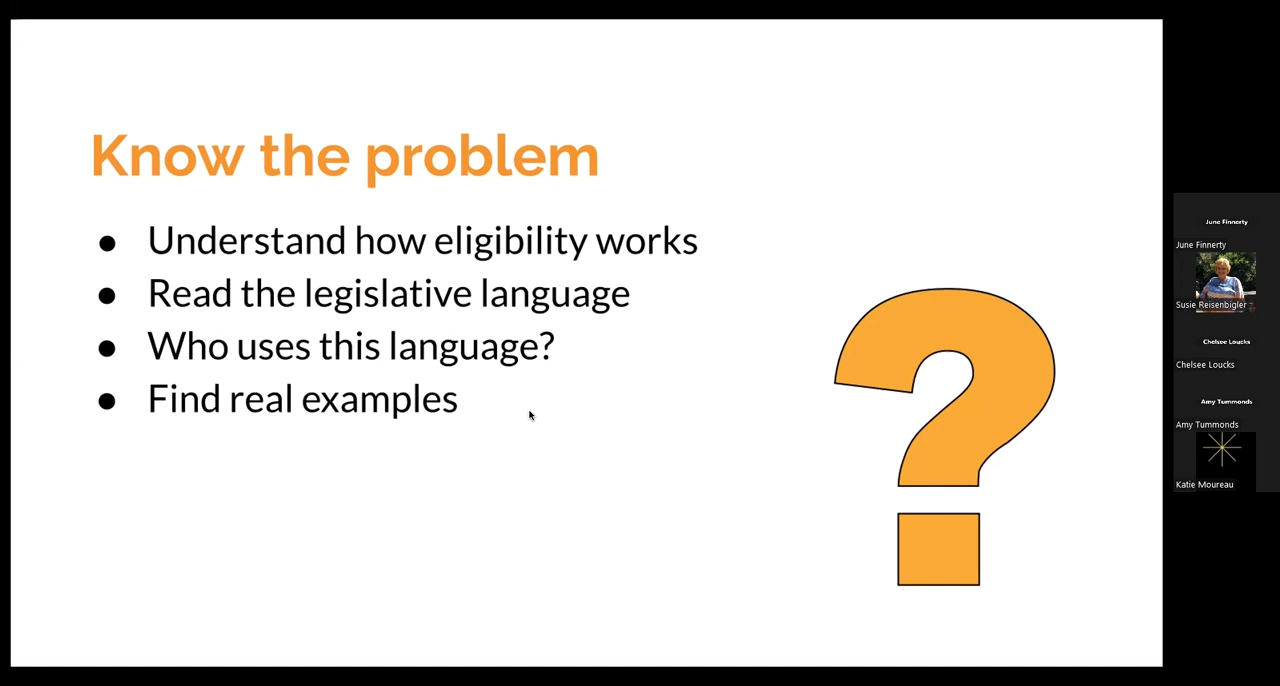 Know the problem
● Understand how eligibility works
● Read the legislative language
● Who uses this language?
● Find real examples
?
June Finnerty
June Finnerty
Susie Reisenbigler
Chelsee Loucks
Chelsee Loucks
Amy Tummonds
Amy Tummonds
Katie Moureau